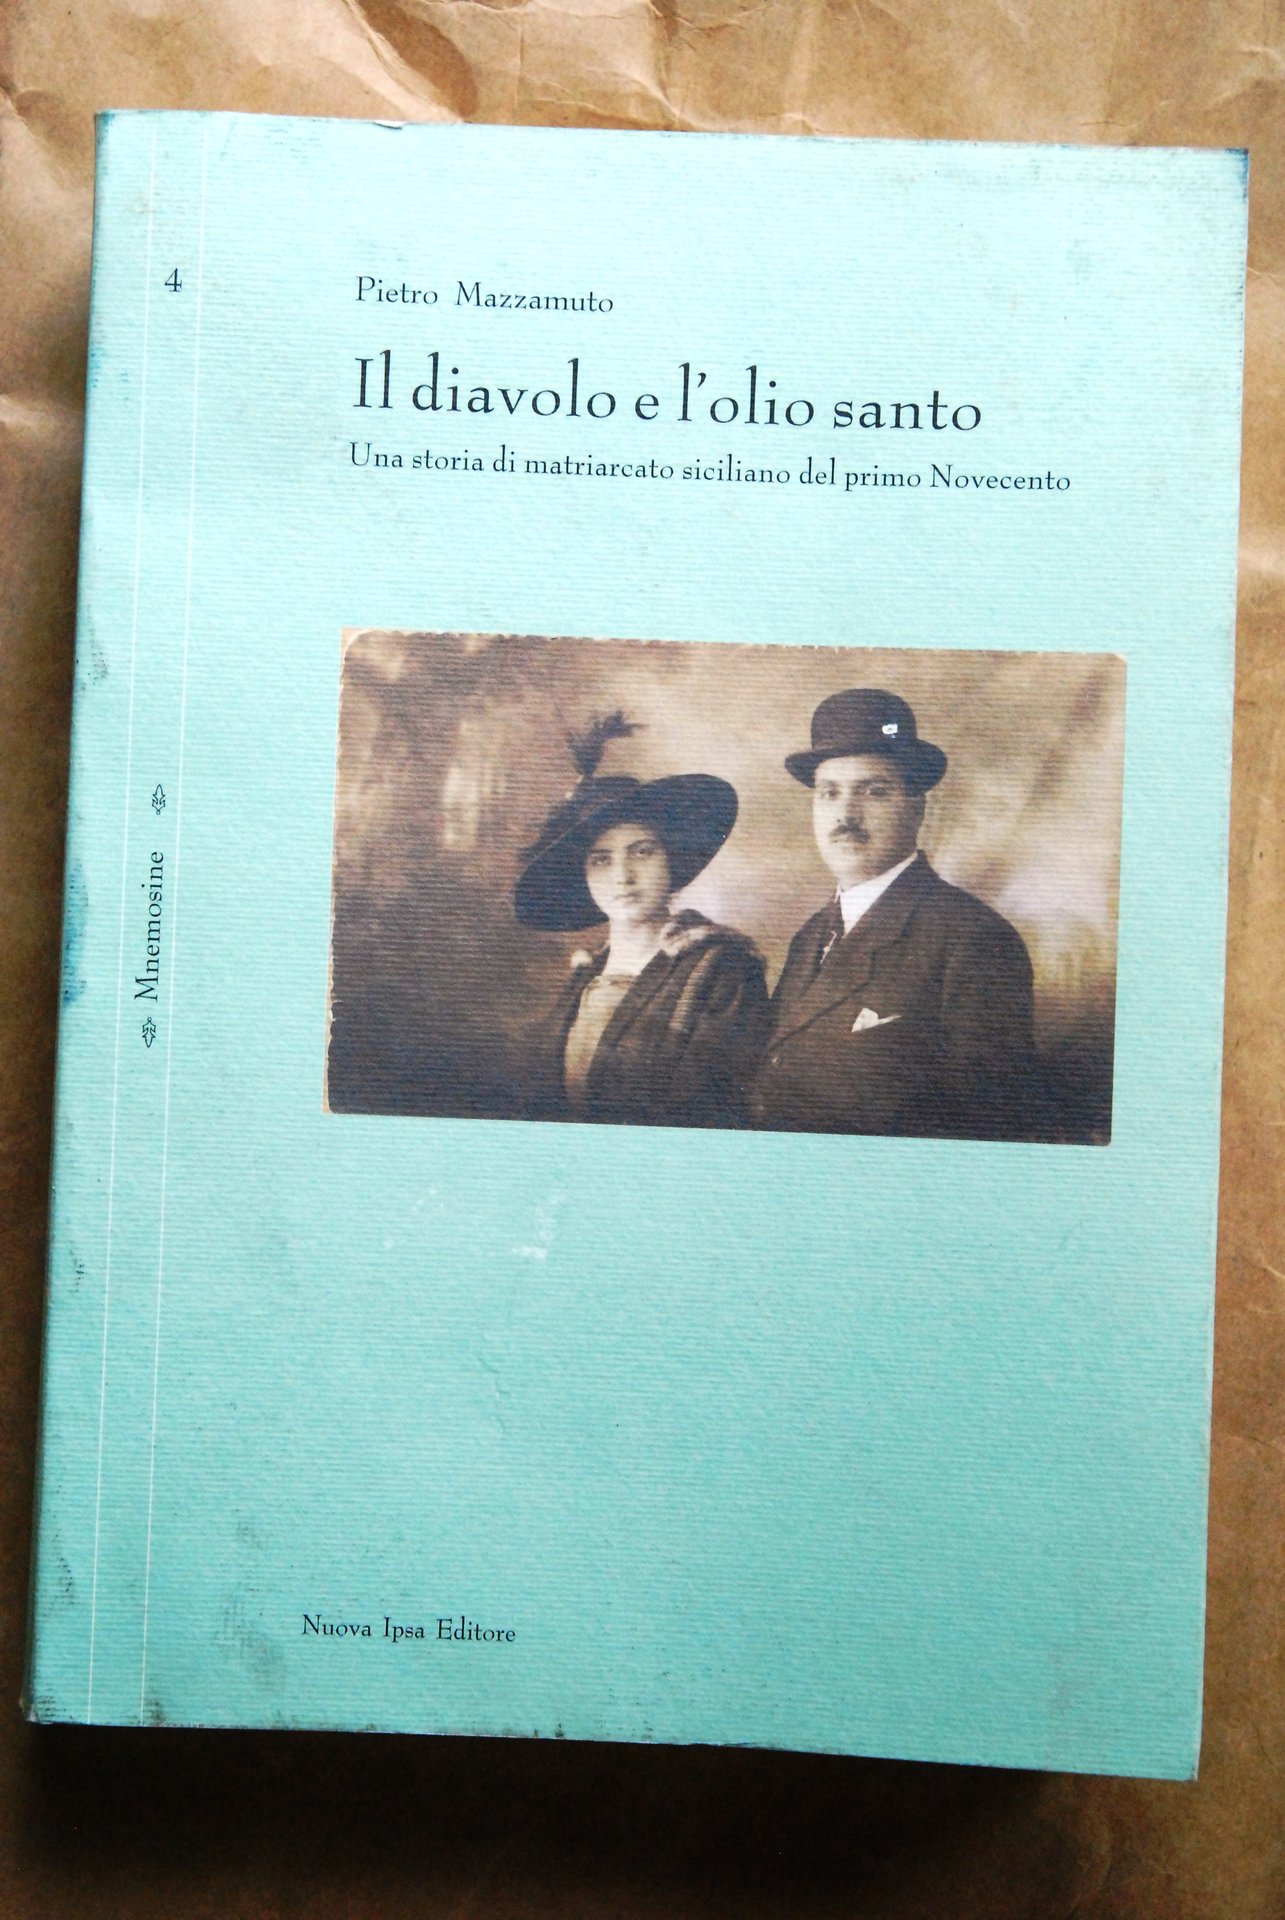 4
Pietro Mazzamuto
Il diavolo e l'olio santo
Una storia di matriarcato siciliano del primo Novecento
Mnemosine
Nuova Ipsa Editore